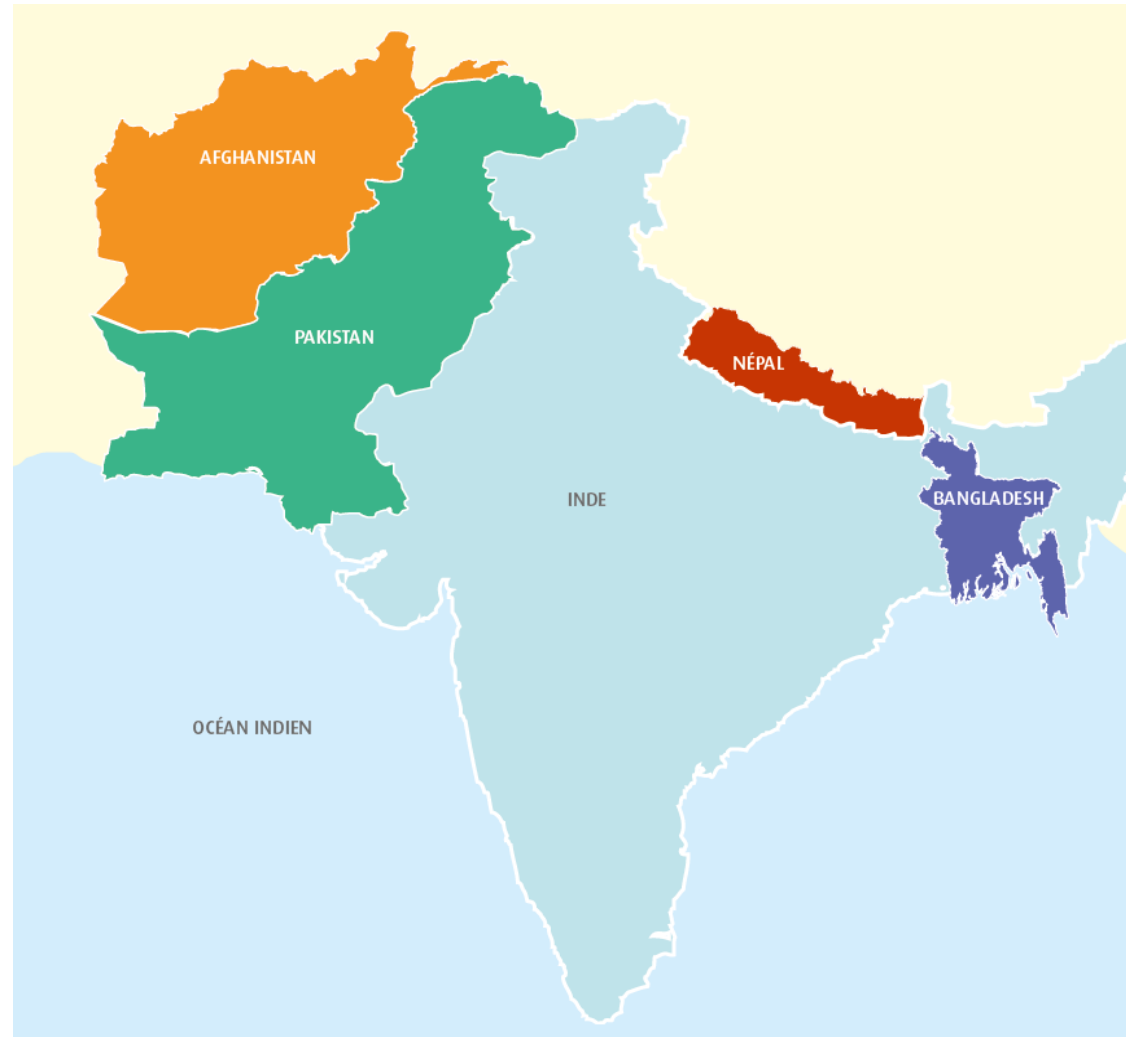 AFGHANISTAN
PAKISTAN
NÉPAL
INDE
BANGLADESH
OCÉAN INDIEN